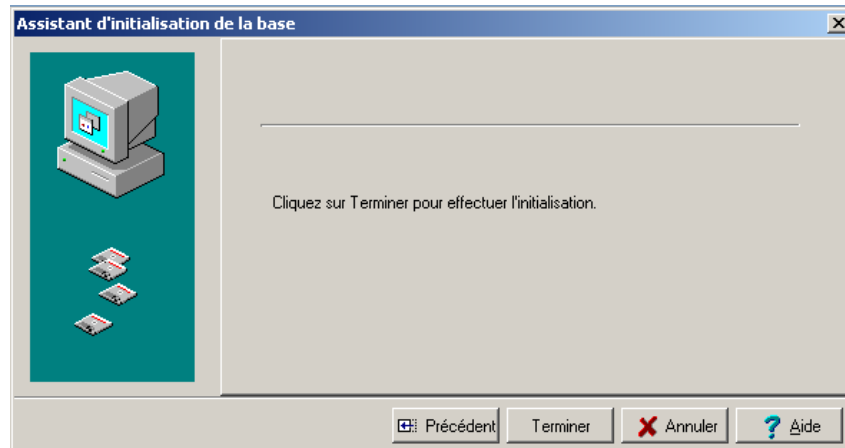 Assistant d'initialisation de la base
Cliquez sur Terminer pour effectuer l'initialisation.
Précédent
Terminer
Annuler
Aide